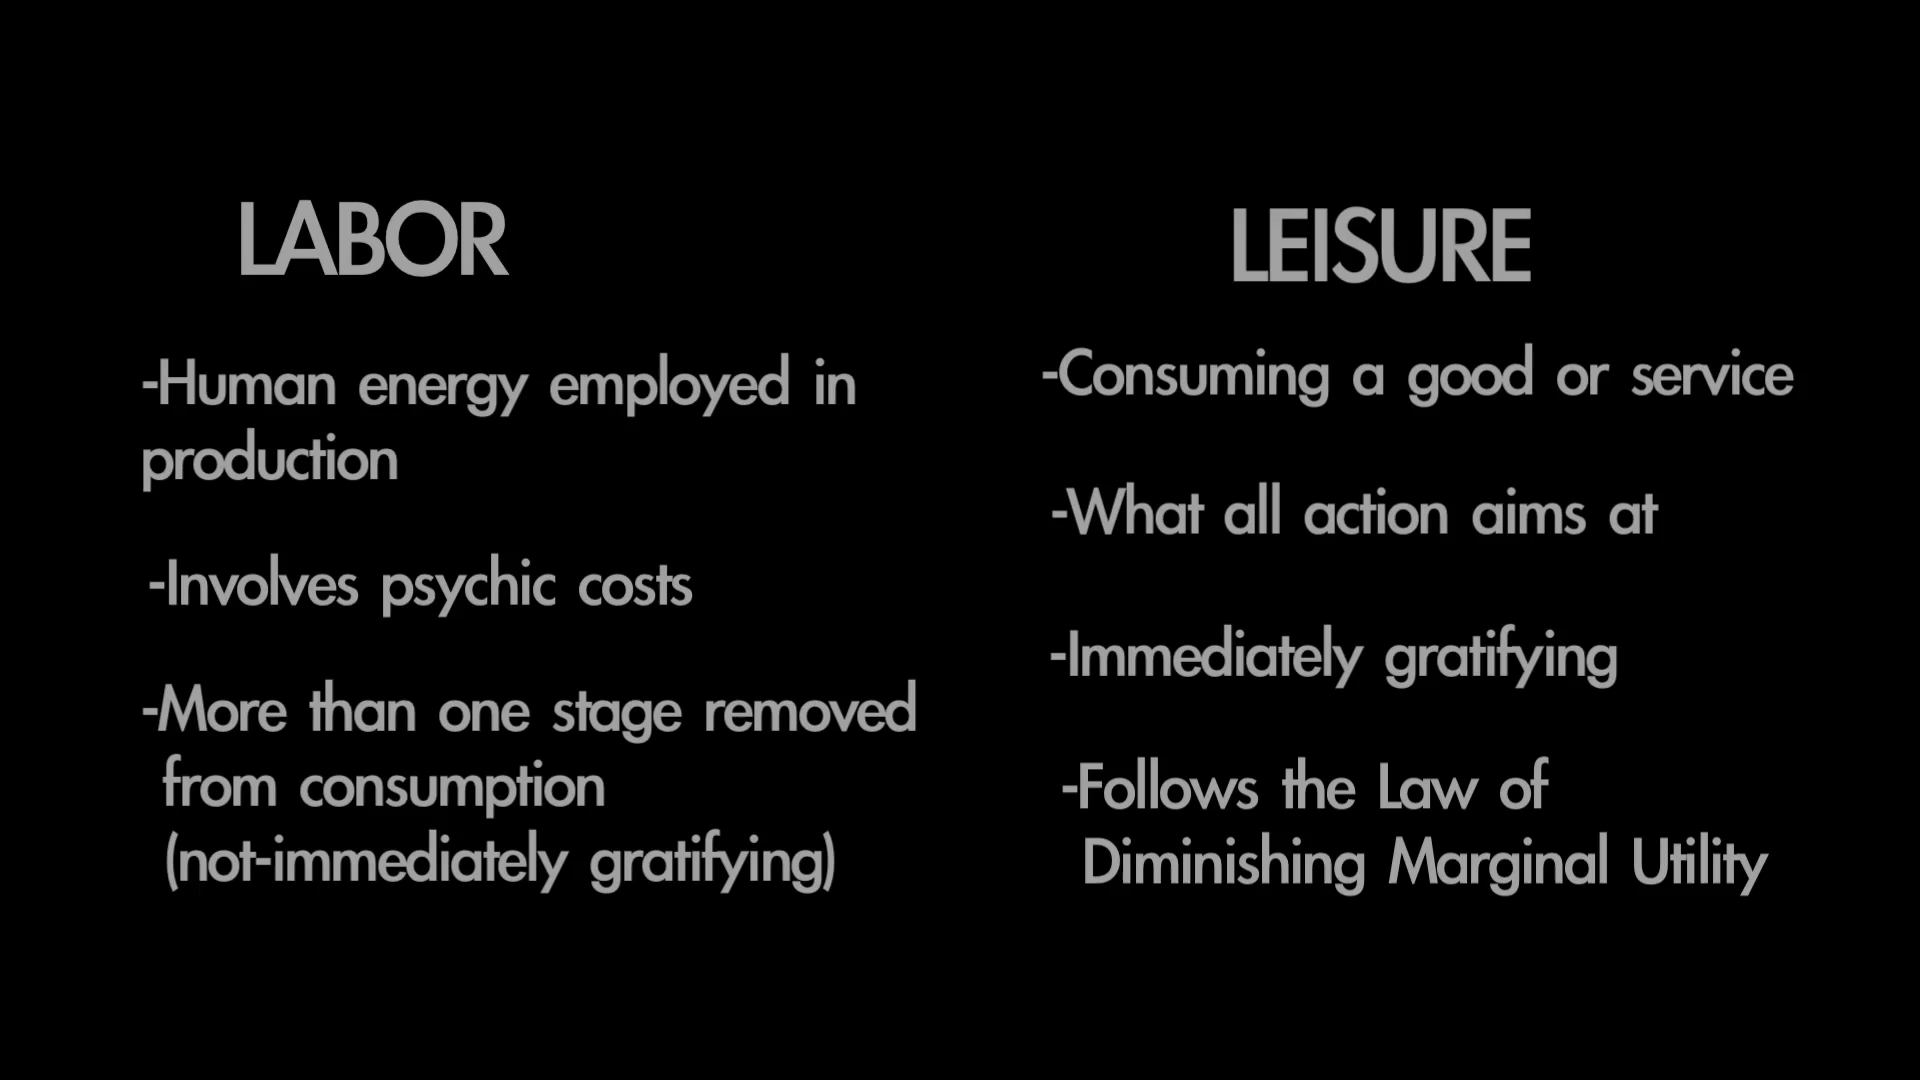 LABOR
-Human energy employed in
production
-Involves psychic costs
-More than one stage removed
from consumption
(not-immediately gratifying)
LEISURE
-Consuming a good or service
-What all action aims at
-Immediately gratifying
-Follows the Law of
Diminishing Marginal Utility